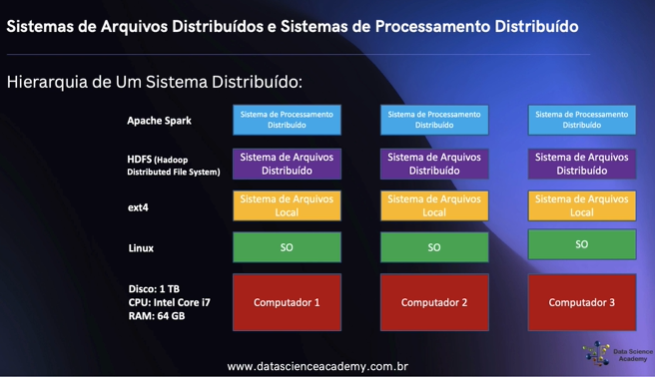 Sistemas de Arquivos Distribuídos e Sistemas de Processamento Distribuído
Hierarquia de Um Sistema Distribuído:
Apache Spark
Sistema de Processamento
Distribuído
Sistema de Processamento
Distribuído
Sistema de Processamento
Distribuído
HDFS (Hadoop
Distributed File System)
Sistema de Arquivos
Distribuído
Sistema de Arquivos
Distribuído
Sistema de Arquivos
Distribuído
ext4
Sistema de Arquivos
Local
Sistema de Arquivos
Local
Sistema de Arquivos
Local
Linux
SO
SO
SO
Disco: 1 TB
CPU: Intel Core i7
RAM: 64 GB
Computador 1
Computador 2
Computador 3
www.datascienceacademy.com.br
Data Science
Academy